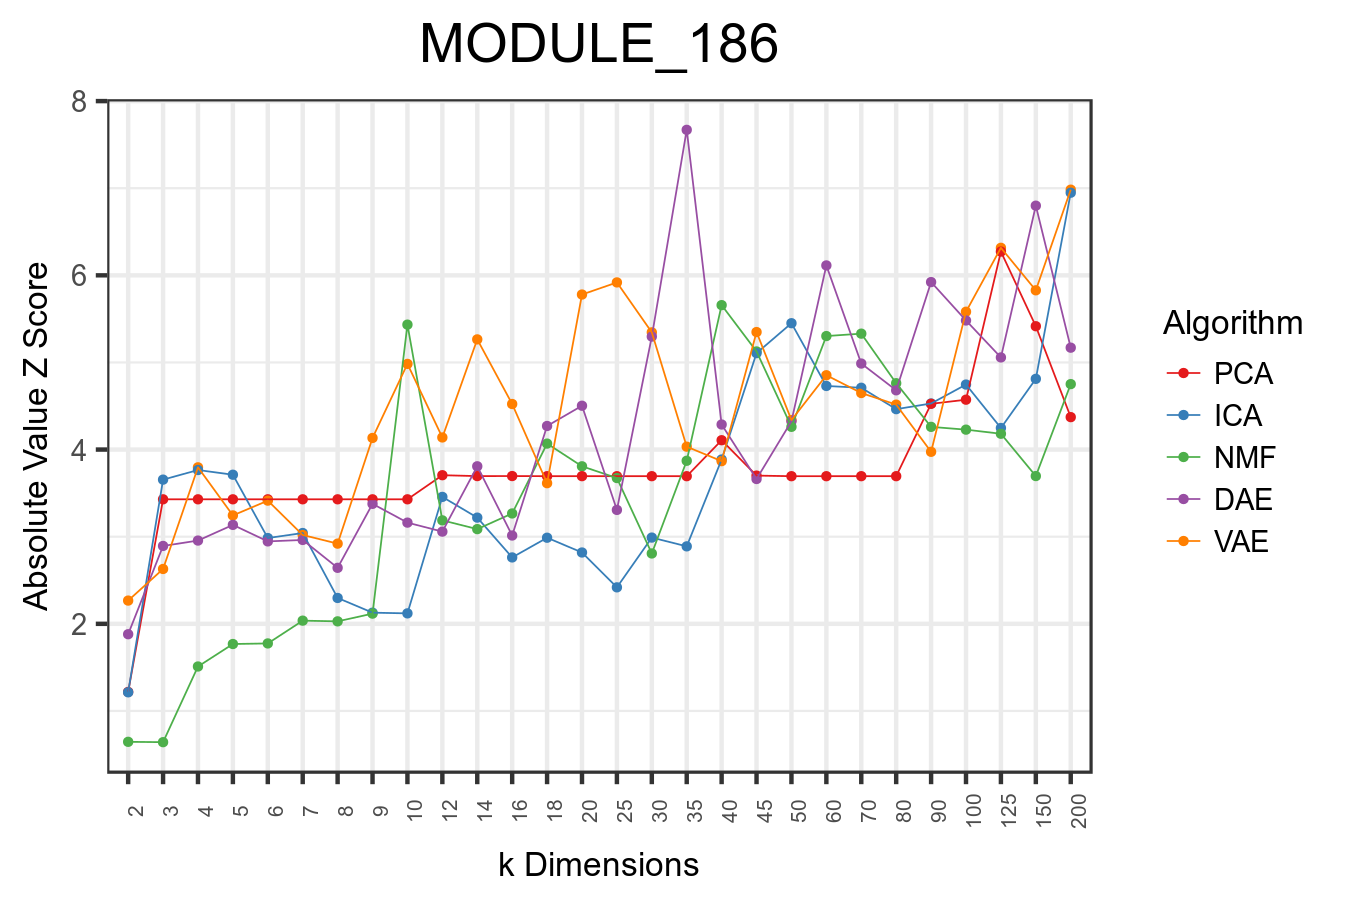 MODULE_186
Absolute Value Z Score
8
6
4
2
2 3 4 5 6 7 8 9 10 12 14 16 18 20 25 30 35 40 45 50 60 70 80 90 100 125 150 200
k Dimensions
Algorithm
PCA
ICA
NMF
DAE
VAE